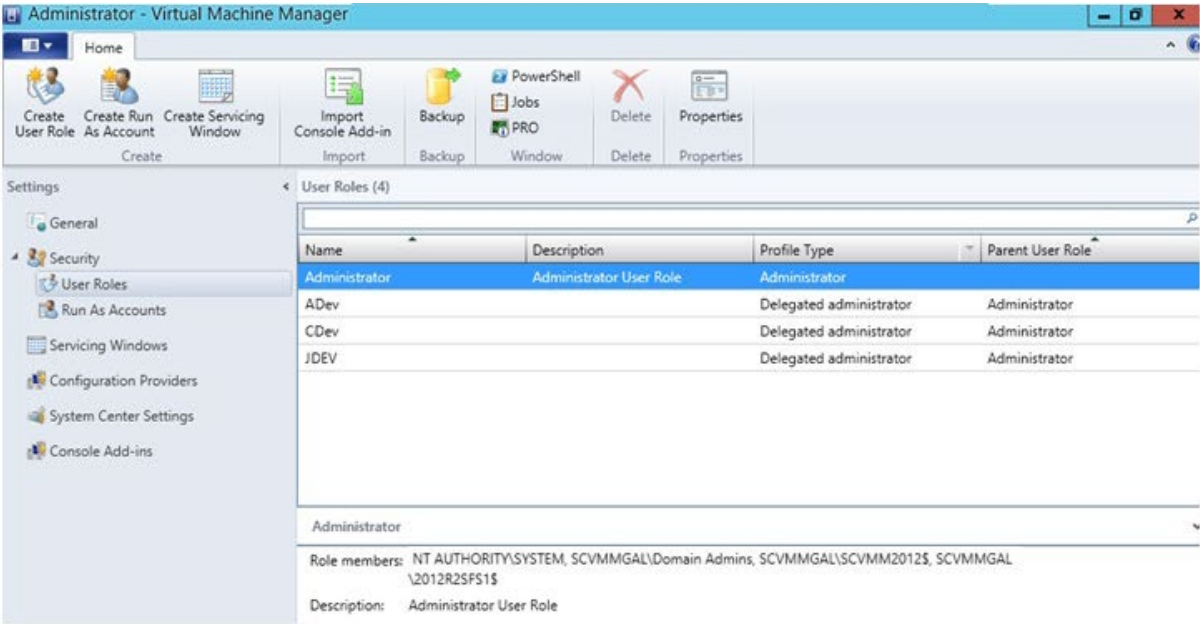 Administrator - Virtual Machine Manager
Home
Create User Role
Create Run As Account
Create Servicing Window
Create
Import Console Add-in
Import
Backup
Backup
PowerShell
Jobs
PRO
Window
Delete
Delete
Properties
Properties
Settings
General
Security
User Roles
Run As Accounts
Servicing Windows
Configuration Providers
System Center Settings
Console Add-ins
User Roles (4)
Name Description Profile Type Parent User Role
Administrator Administrator User Role Administrator
ADev Delegated administrator Administrator
CDev Delegated administrator Administrator
JDEV Delegated administrator Administrator
Administrator
Role members: NT AUTHORITY\SYSTEM, SCVMMGAL\Domain Admins, SCVMMGAL\SCVMM2012$, SCVMMGAL
\2012R2SFS1$
Description: Administrator User Role